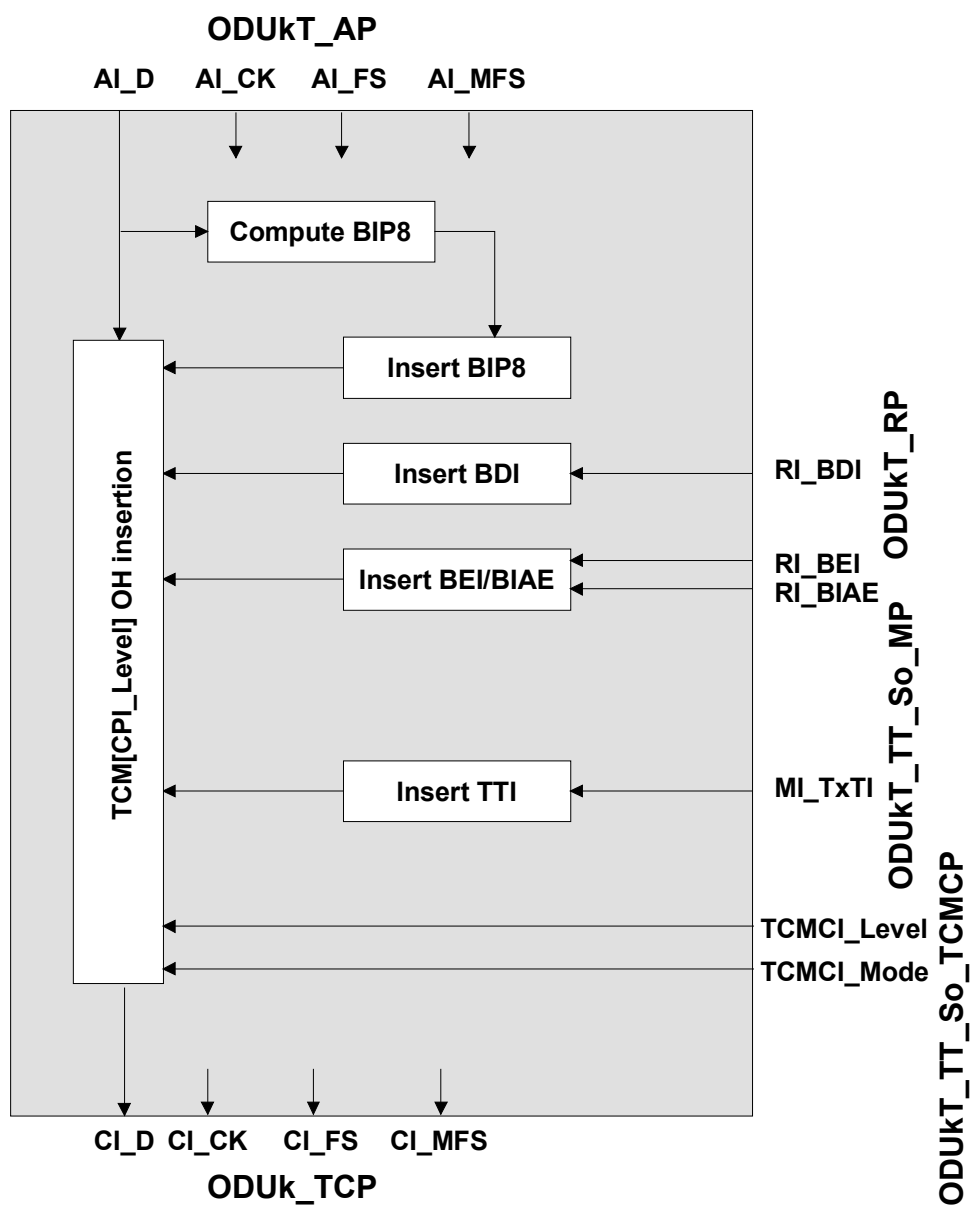 ODUkT_AP
AI_D AI_CK AI_FS AI_MFS
Compute BIP8
Insert BIP8
Insert BDI
RI_BDI
ODUkT_RP
Insert BEI/BIAE
RI_BEI
RI_BIAE
TCM[CPI_Level] OH insertion
Insert TTI
MI_TxTI
ODUkT_TT_So_MP
TCMCI_Level
TCMCI_Mode
ODUkT_TT_So_TCMCP
CI_D CI_CK CI_FS CI_MFS
ODUk_TCP